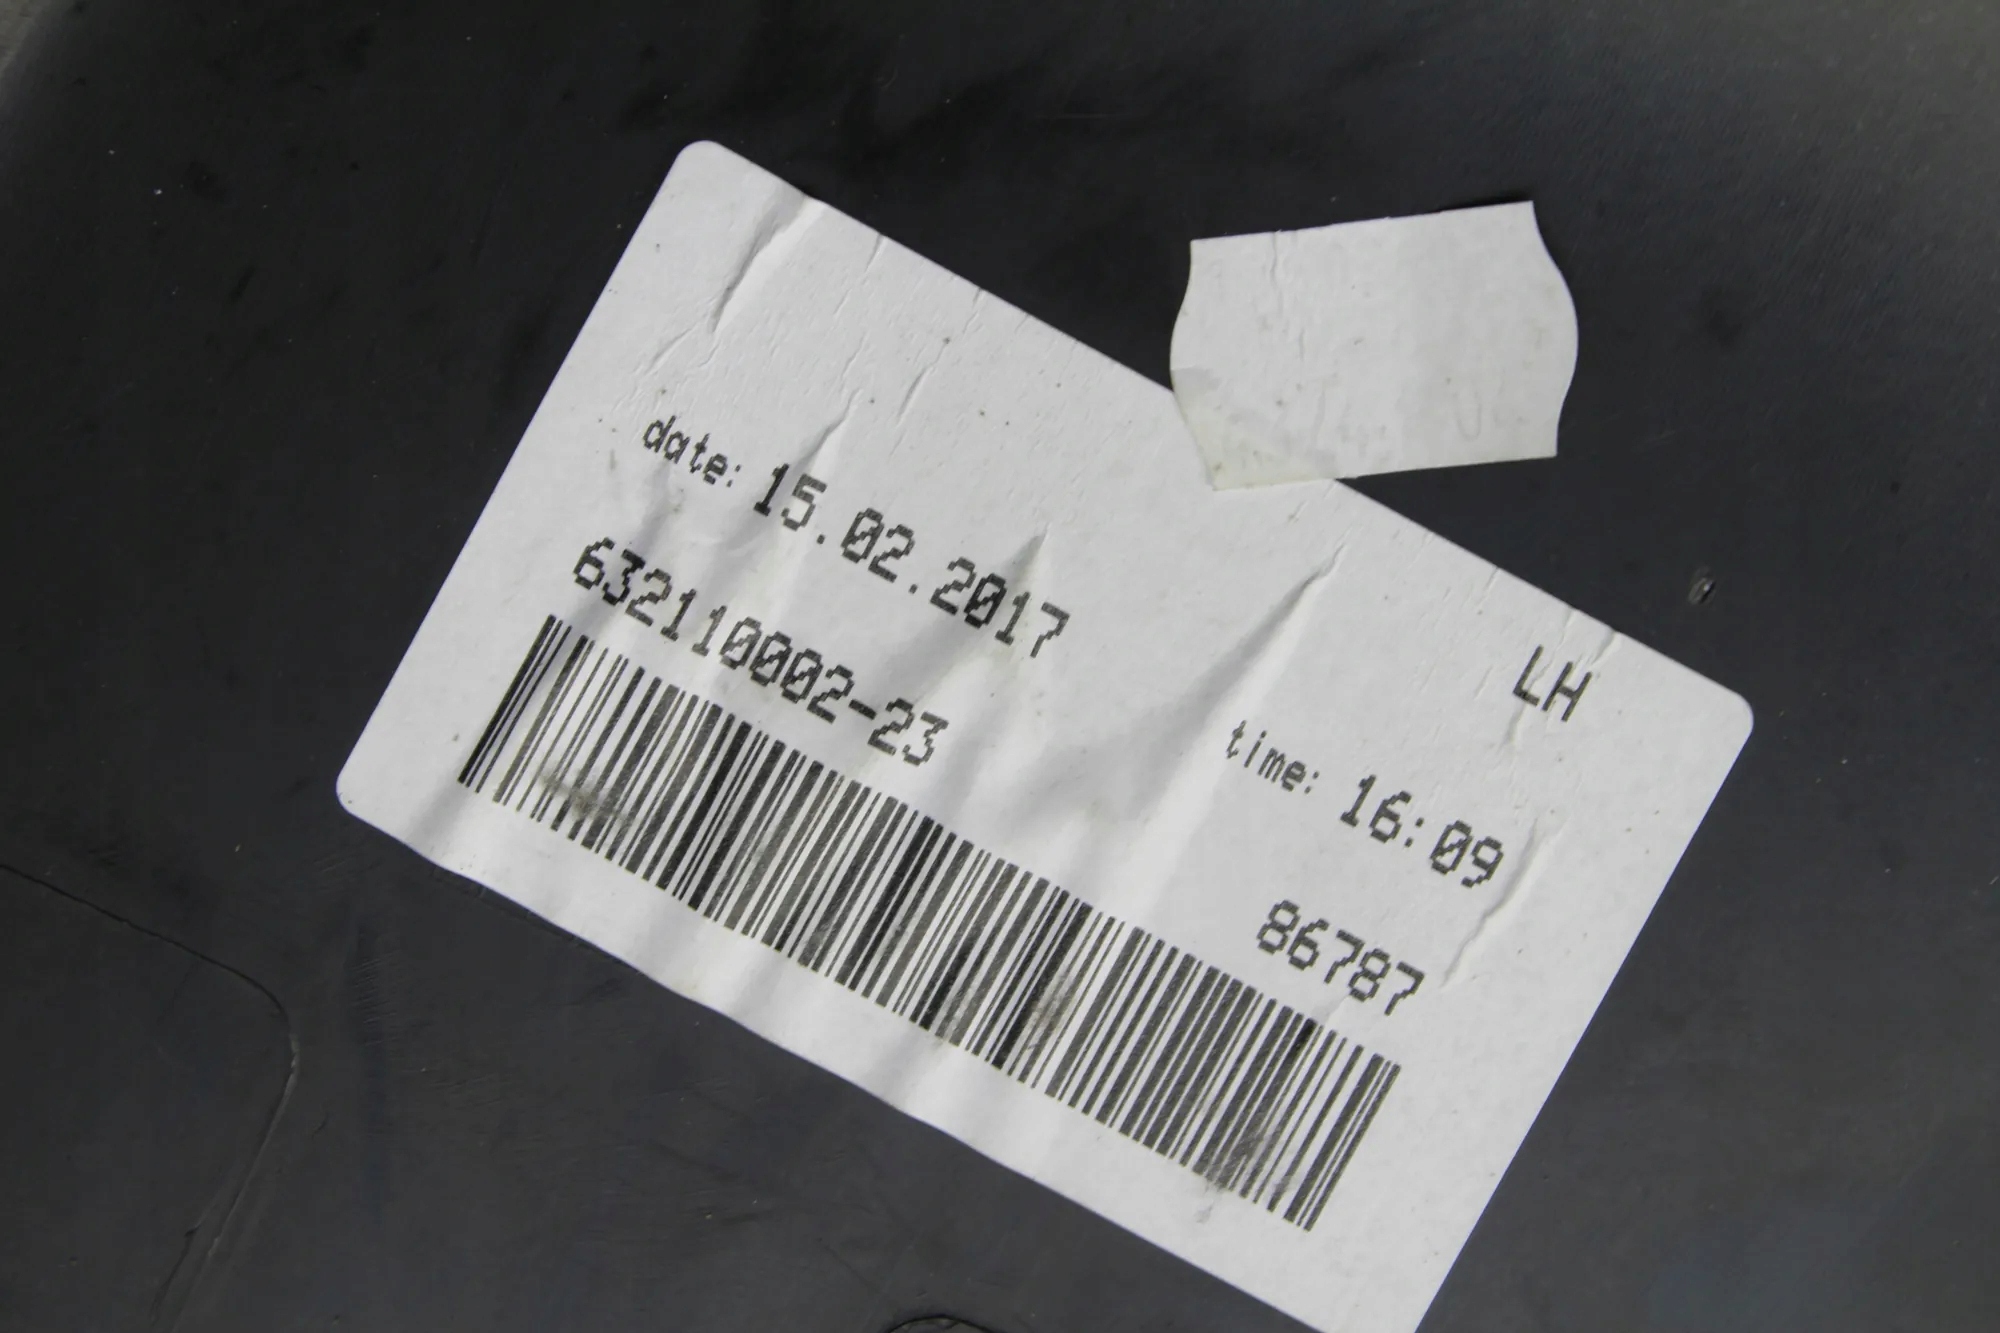 LH
date: 15.02.2017 time: 16:09
632110002-23 86787